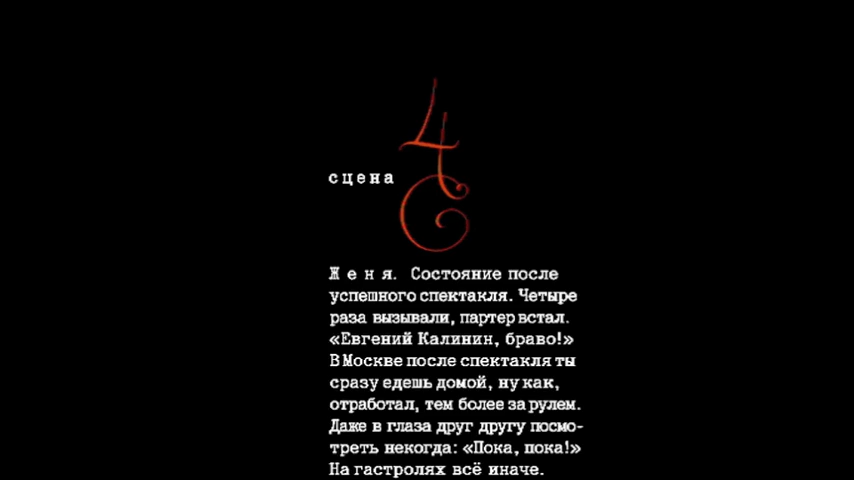 4
сцена
Женя. Состояние после
успешного спектакля. Четыре
раза вызывали, партер встал.
«Евгений Калинин, браво!»
В Москве после спектакля ты
сразу едешь домой, ну как,
отработал, тем более за рулем.
Даже в глаза друг другу посмо-
треть некогда: «Пока, пока!»
На гастролях всё иначе.